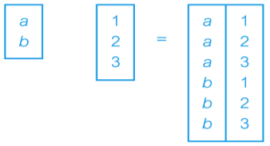 a 1 a 1
b 2 = a 2
3 a 3
b 1
b 2
b 3